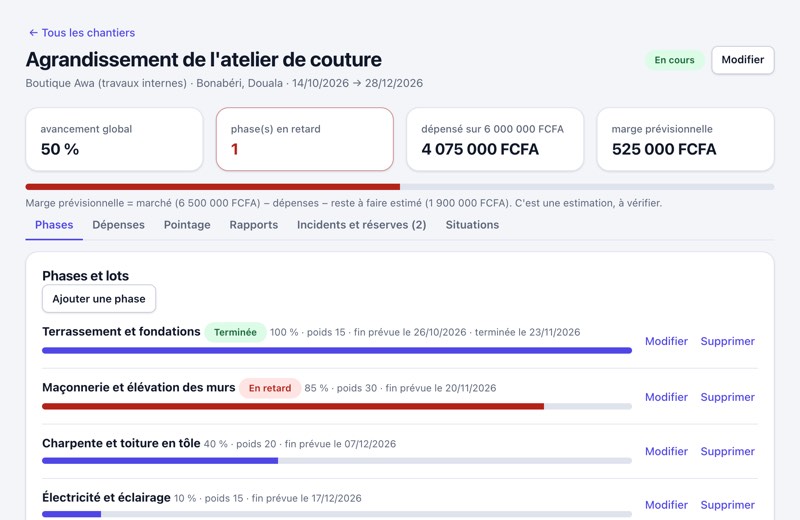 ← Tous les chantiers
Agrandissement de l'atelier de couture
En cours
Modifier
Boutique Awa (travaux internes) · Bonabéri, Douala · 14/10/2026 → 28/12/2026
avancement global
50 %
phase(s) en retard
1
dépensé sur 6 000 000 FCFA
4 075 000 FCFA
marge prévisionnelle
525 000 FCFA
Marge prévisionnelle = marché (6 500 000 FCFA) − dépenses − reste à faire estimé (1 900 000 FCFA). C'est une estimation, à vérifier.
Phases Dépenses Pointage Rapports Incidents et réserves (2) Situations
Phases et lots
Ajouter une phase
Terrassement et fondations Terminée 100 % · poids 15 · fin prévue le 26/10/2026 · terminée le 23/11/2026
Modifier Supprimer
Maçonnerie et élévation des murs En retard 85 % · poids 30 · fin prévue le 20/11/2026
Modifier Supprimer
Charpente et toiture en tôle 40 % · poids 20 · fin prévue le 07/12/2026
Modifier Supprimer
Électricité et éclairage 10 % · poids 15 · fin prévue le 17/12/2026
Modifier Supprimer